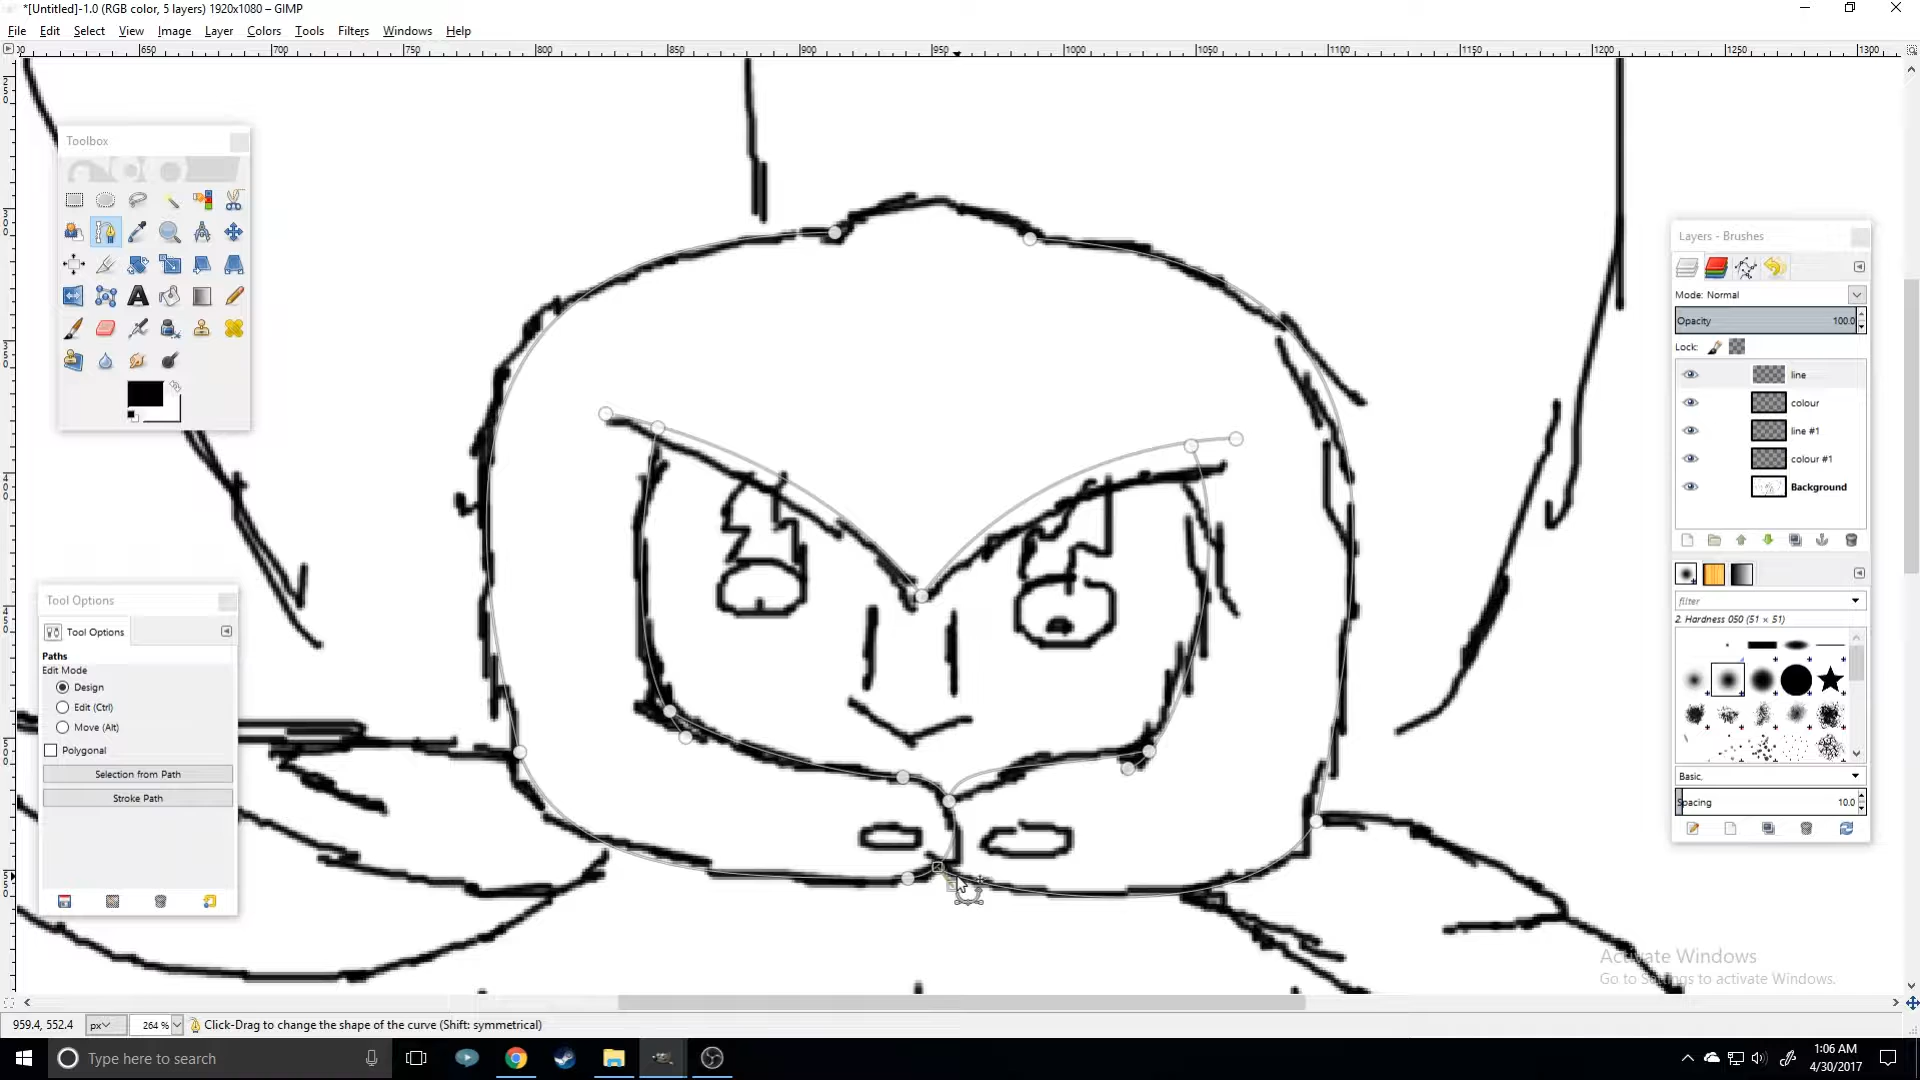 *[Untitled]-1.0 (RGB color, 5 layers) 1920x1080 – GIMP
File Edit Select View Image Layer Colors Filters Tools Windows Help
650 700 750 800 850 900 950 1000 1050 1100 1150 1200 1250 1300
Toolbox
Tool Options
Tool Options
Paths
Edit Mode
Design
Edit (Ctrl)
Move (Alt)
Polygonal
Selection from Path
Stroke Path
Layers - Brushes
Mode: Normal
Opacity 100.0
Lock:
line
colour
line #1
colour #1
Background
filter
2. Hardness 050 (51 × 51)
Basic,
Spacing 10.0
Activate Windows
Go to Settings to activate Windows.
959.4, 552.4 px 264 % Click-Drag to change the shape of the curve (Shift: symmetrical)
Type here to search
1:06 AM
4/30/2017